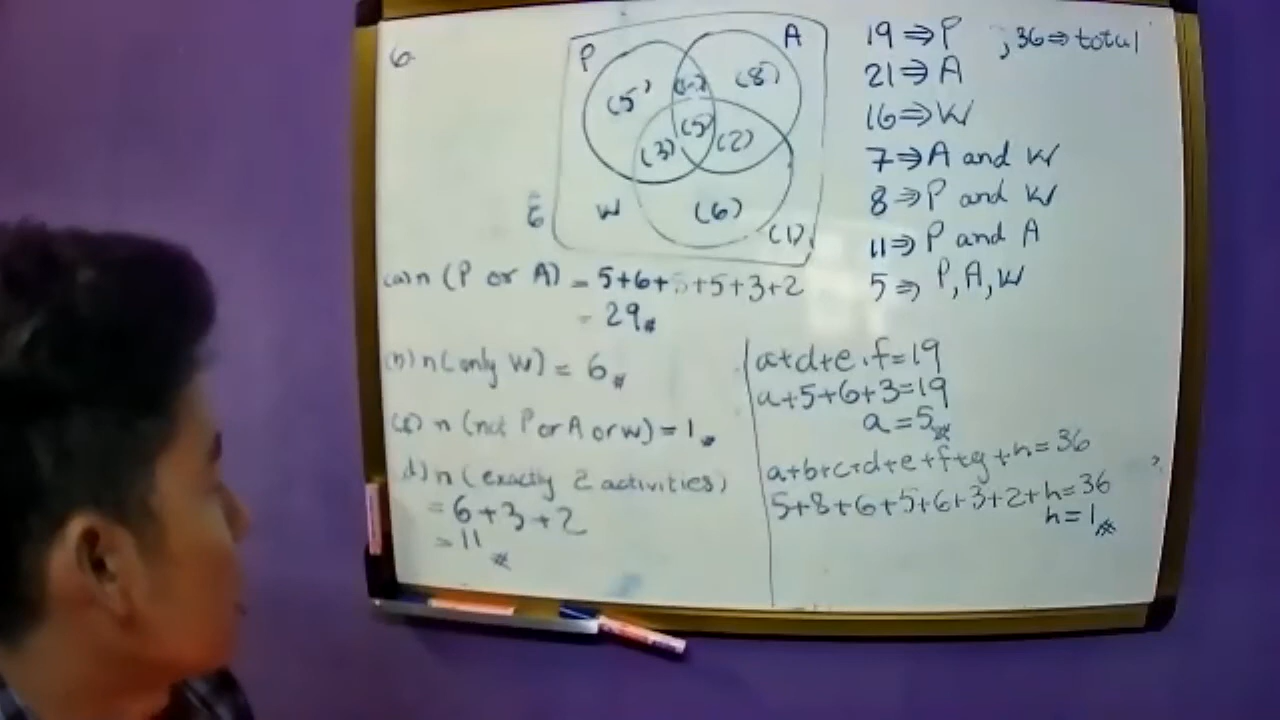 6.
P
A
(5)
(8)
(5)
(3)
(2)
W
(6)
(1)
19 ⇒ P , 36 ⇒ total
21 ⇒ A
16 ⇒ W
7 ⇒ A and W
8 ⇒ P and W
11 ⇒ P and A
5 ⇒ P, A, W
(a) n (P or A) = 5+6+ +5+3+2
= 29
(b) n (only W) = 6
(c) n (not P or A or W) = 1
d) n (exactly 2 activities)
= 6+3+2
= 11
a+d+e+f=19
a+5+6+3=19
a=5
a+b+c+d+e+f+g+h=36
5+8+6+5+6+3+2+h=36
h=1